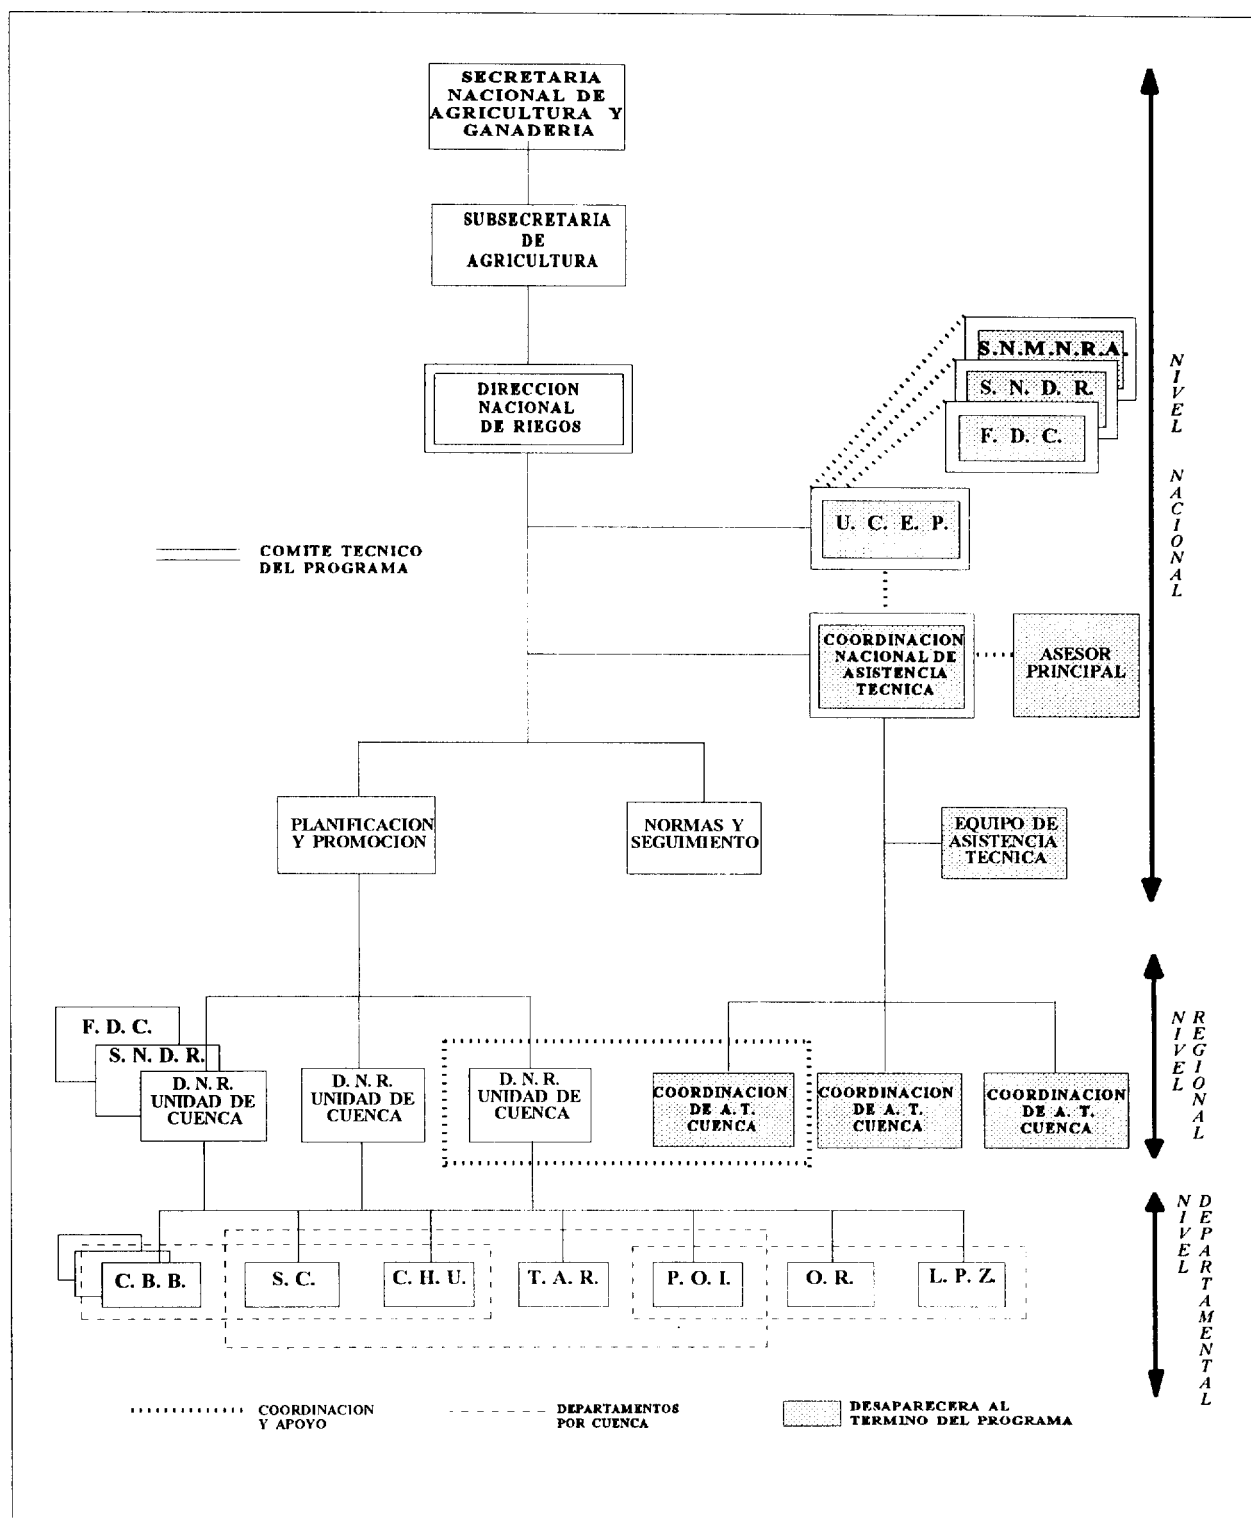 SECRETARIA
NACIONAL DE
AGRICULTURA Y
GANADERIA
SUBSECRETARIA
DE
AGRICULTURA
DIRECCION
NACIONAL
DE RIEGOS
S.N.M.N.R.A.
S. N. D. R.
F. D. C.
U. C. E. P.
COMITE TECNICO
DEL PROGRAMA
COORDINACION
NACIONAL DE
ASISTENCIA
TECNICA
ASESOR
PRINCIPAL
NIVEL NACIONAL
PLANIFICACION
Y PROMOCION
NORMAS Y
SEGUIMIENTO
EQUIPO DE
ASISTENCIA
TECNICA
F. D. C.
S. N. D. R.
D. N. R.
UNIDAD DE
CUENCA
D. N. R.
UNIDAD DE
CUENCA
D. N. R.
UNIDAD DE
CUENCA
COORDINACION
DE A. T.
CUENCA
COORDINACION
DE A. T.
CUENCA
COORDINACION
DE A. T.
CUENCA
NIVEL
REGIONAL
C. B. B.
S. C.
C. H. U.
T. A. R.
P. O. I.
O. R.
L. P. Z.
NIVEL
DEPARTAMENTAL
COORDINACION
Y APOYO
DEPARTAMENTOS
POR CUENCA
DESAPARECERA AL
TERMINO DEL PROGRAMA